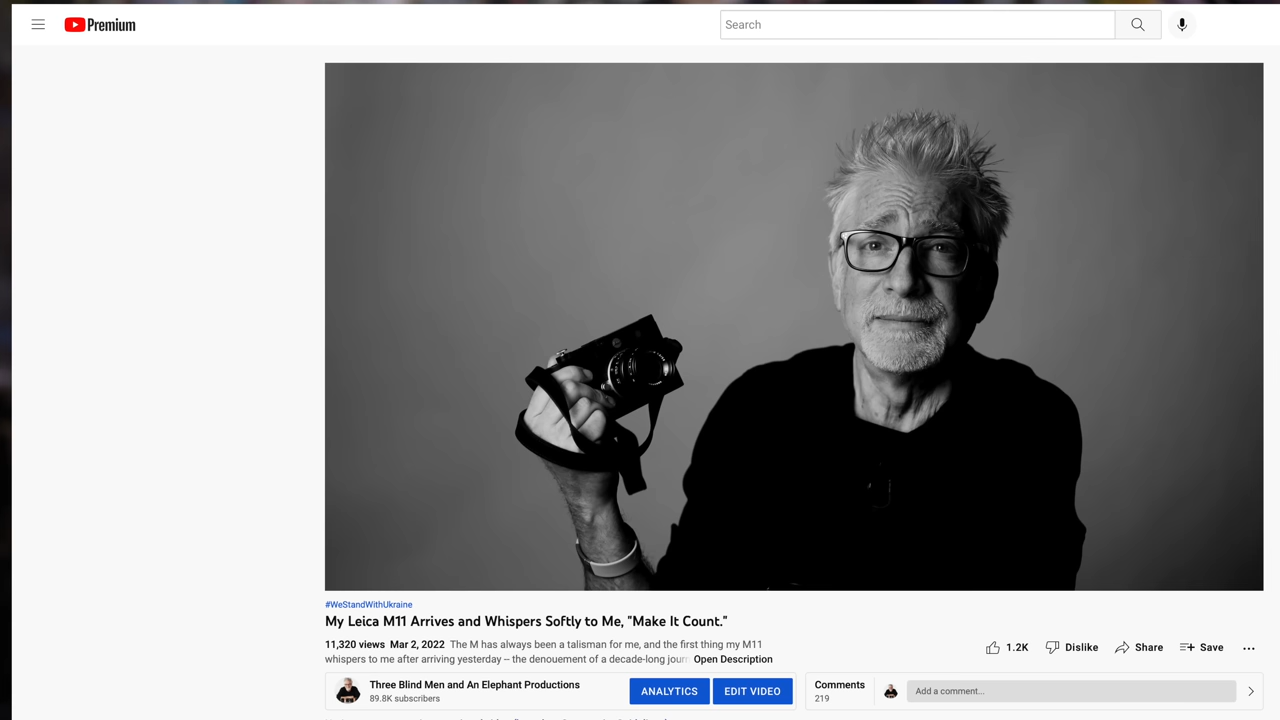 Premium
Search
#WeStandWithUkraine
My Leica M11 Arrives and Whispers Softly to Me, "Make It Count."
11,320 views Mar 2, 2022 The M has always been a talisman for me, and the first thing my M11
whispers to me after arriving yesterday -- the denouement of a decade-long jour Open Description
1.2K Dislike Share Save
Three Blind Men and An Elephant Productions
89.8K subscribers
ANALYTICS EDIT VIDEO
Comments
219
Add a comment...